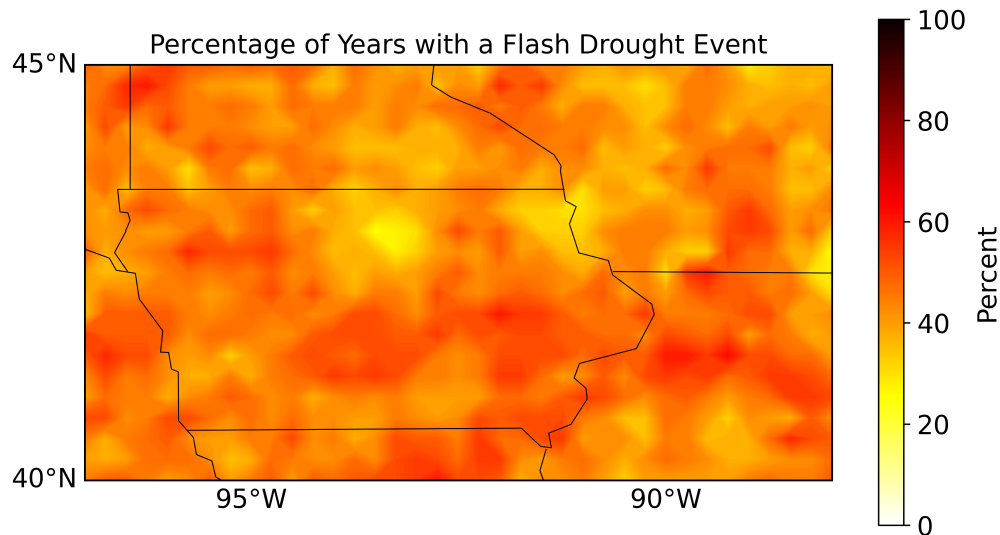 Percentage of Years with a Flash Drought Event
45°N
40°N
95°W
90°W
100
80
60
40
20
0
Percent